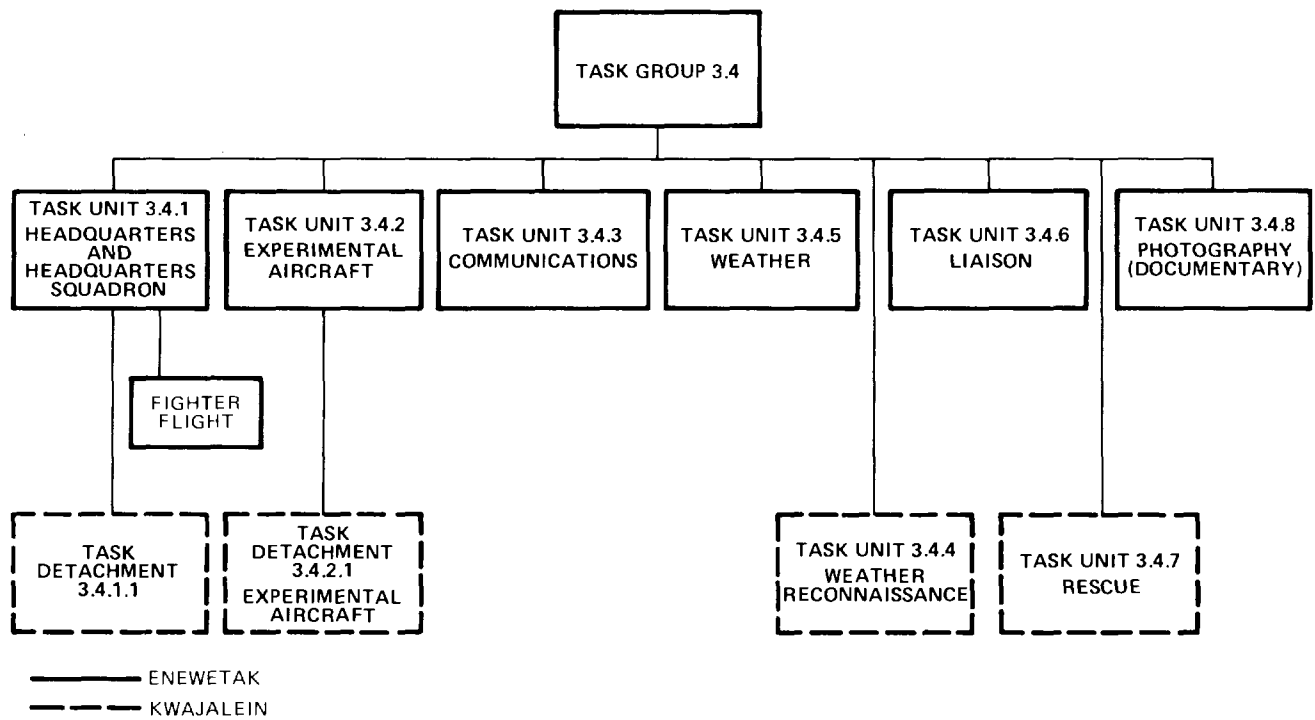 TASK GROUP 3.4
TASK UNIT 3.4.1
HEADQUARTERS
AND
HEADQUARTERS
SQUADRON
TASK UNIT 3.4.2
EXPERIMENTAL
AIRCRAFT
TASK UNIT 3.4.3
COMMUNICATIONS
TASK UNIT 3.4.5
WEATHER
TASK UNIT 3.4.6
LIAISON
TASK UNIT 3.4.8
PHOTOGRAPHY
(DOCUMENTARY)
FIGHTER
FLIGHT
TASK
DETACHMENT
3.4.1.1
TASK
DETACHMENT
3.4.2.1
EXPERIMENTAL
AIRCRAFT
TASK UNIT 3.4.4
WEATHER
RECONNAISSANCE
TASK UNIT 3.4.7
RESCUE
ENEWETAK
KWAJALEIN